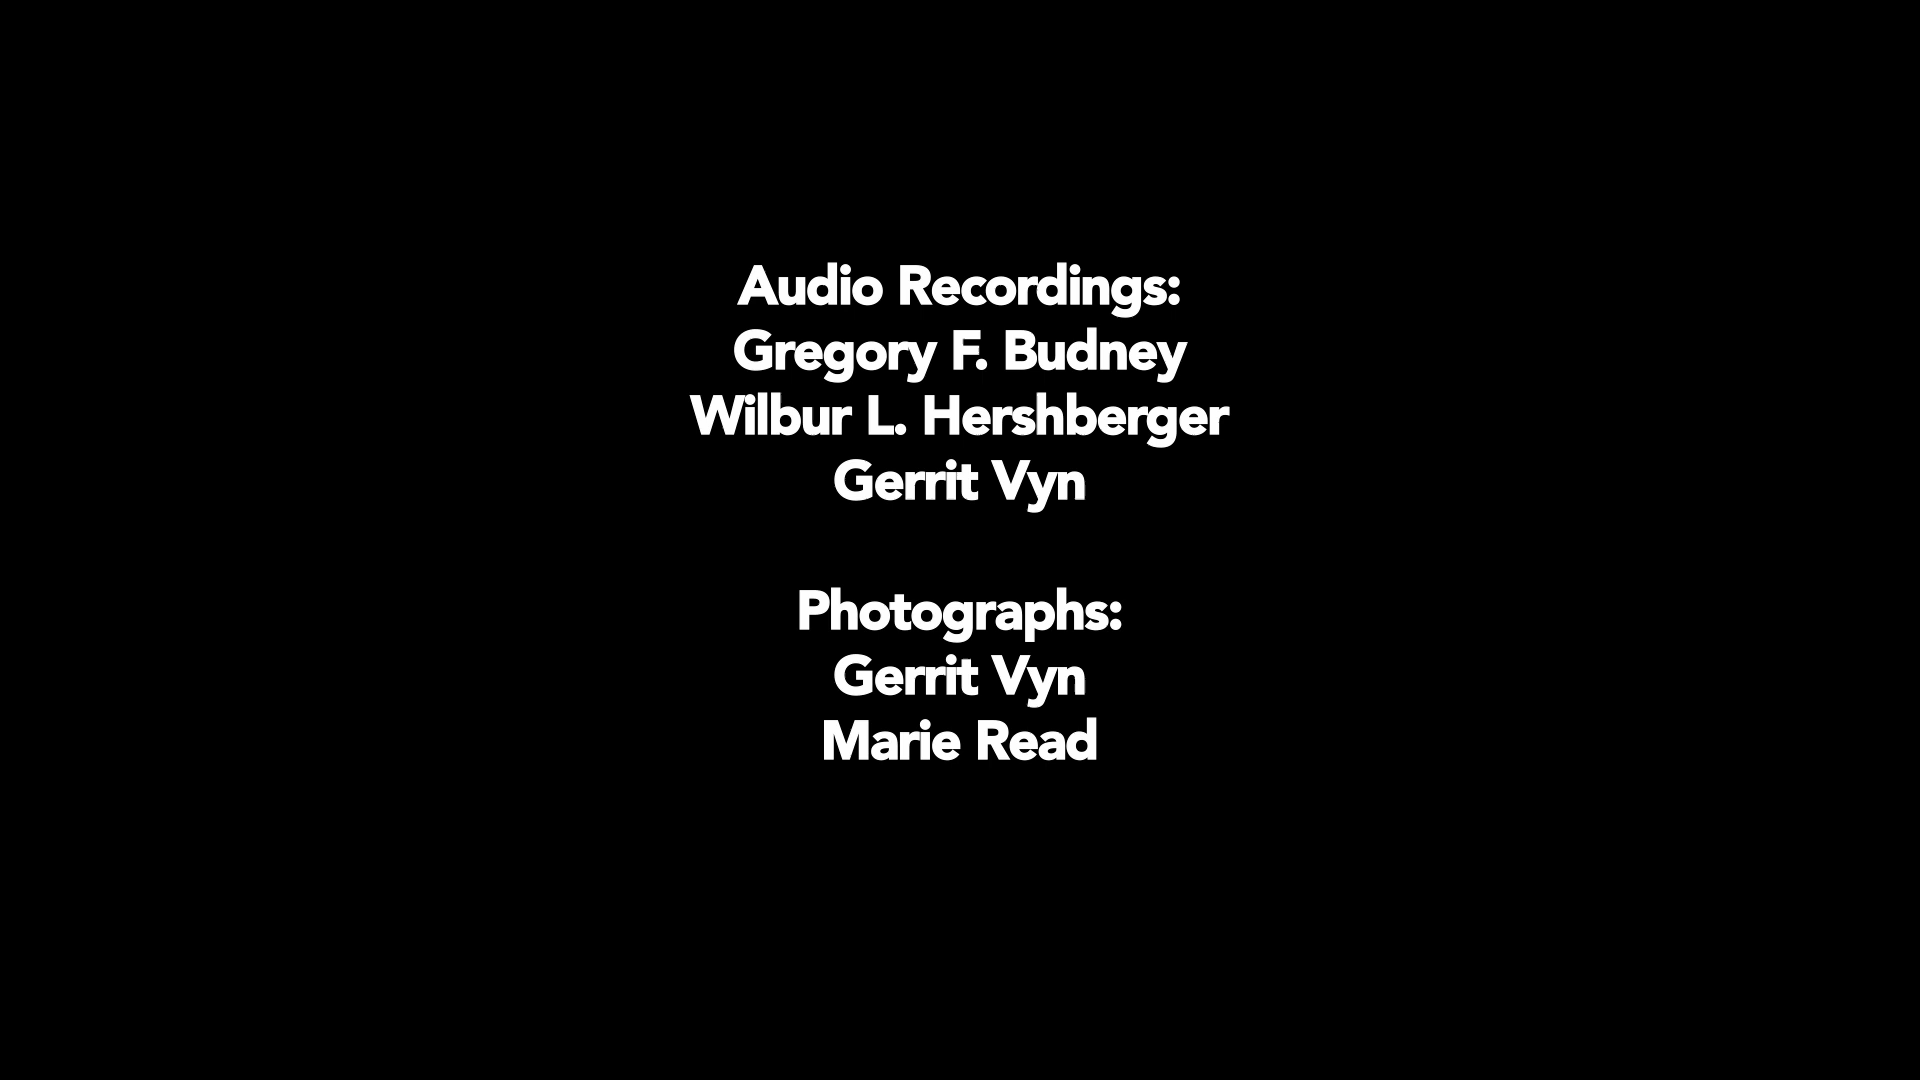 Audio Recordings:
Gregory F. Budney
Wilbur L. Hershberger
Gerrit Vyn
Photographs:
Gerrit Vyn
Marie Read